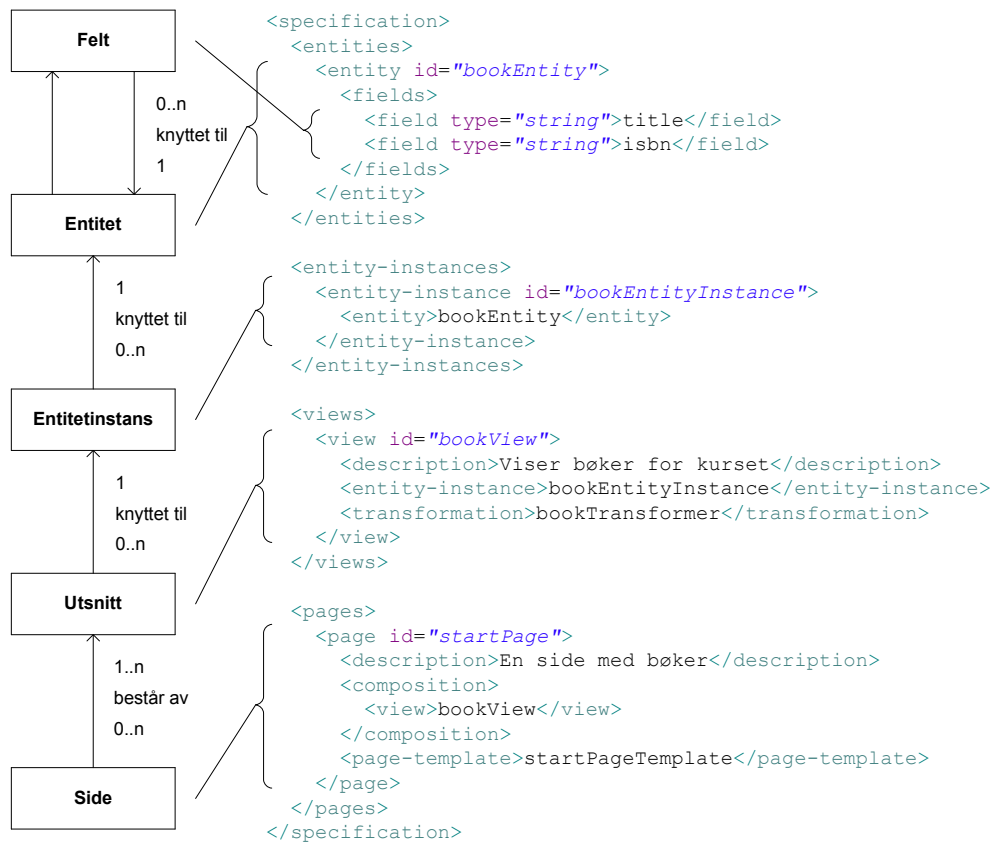 Felt
0..n
knyttet til
1
Entitet
1
knyttet til
0..n
Entitetinstans
1
knyttet til
0..n
Utsnitt
1..n
består av
0..n
Side
<specification>
<entities>
<entity id="bookEntity">
<fields>
<field type="string">title</field>
<field type="string">isbn</field>
</fields>
</entity>
</entities>
<entity-instances>
<entity-instance id="bookEntityInstance">
<entity>bookEntity</entity>
</entity-instance>
</entity-instances>
<views>
<view id="bookView">
<description>Viser bøker for kurset</description>
<entity-instance>bookEntityInstance</entity-instance>
<transformation>bookTransformer</transformation>
</view>
</views>
<pages>
<page id="startPage">
<description>En side med bøker</description>
<composition>
<view>bookView</view>
</composition>
<page-template>startPageTemplate</page-template>
</page>
</pages>
</specification>